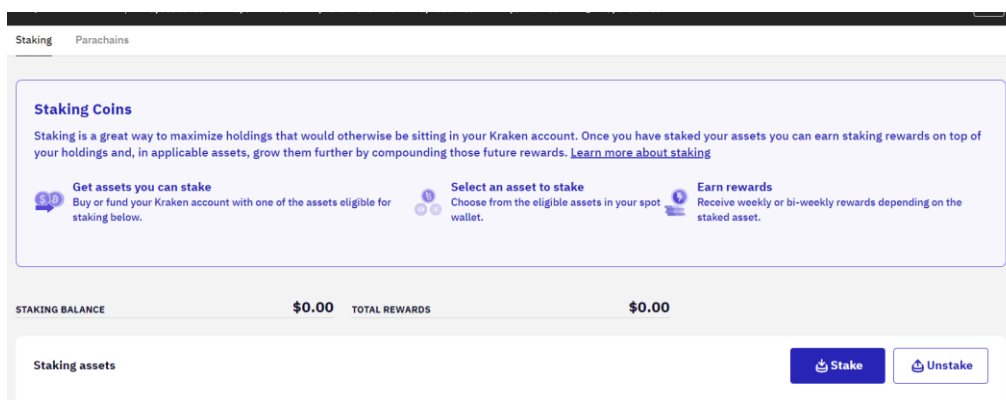 Staking Parachains
Staking Coins
Staking is a great way to maximize holdings that would otherwise be sitting in your Kraken account. Once you have staked your assets you can earn staking rewards on top of
your holdings and, in applicable assets, grow them further by compounding those future rewards. Learn more about staking
Get assets you can stake
Buy or fund your Kraken account with one of the assets eligible for
staking below.
Select an asset to stake
Choose from the eligible assets in your spot
wallet.
Earn rewards
Receive weekly or bi-weekly rewards depending on the
staked asset.
STAKING BALANCE $0.00 TOTAL REWARDS $0.00
Staking assets Stake Unstake